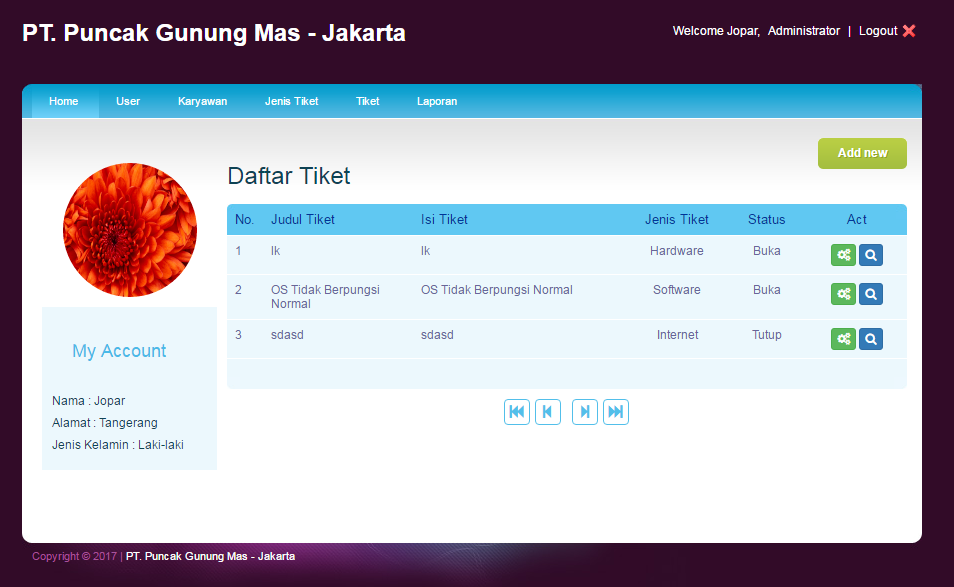 PT. Puncak Gunung Mas - Jakarta
Welcome Jopar, Administrator | Logout
Home User Karyawan Jenis Tiket Tiket Laporan
Add new
Daftar Tiket
No. Judul Tiket Isi Tiket Jenis Tiket Status Act
1 lk lk Hardware Buka
2 OS Tidak Berpungsi Normal OS Tidak Berpungsi Normal Software Buka
3 sdasd sdasd Internet Tutup
My Account
Nama : Jopar
Alamat : Tangerang
Jenis Kelamin : Laki-laki
Copyright © 2017 | PT. Puncak Gunung Mas - Jakarta